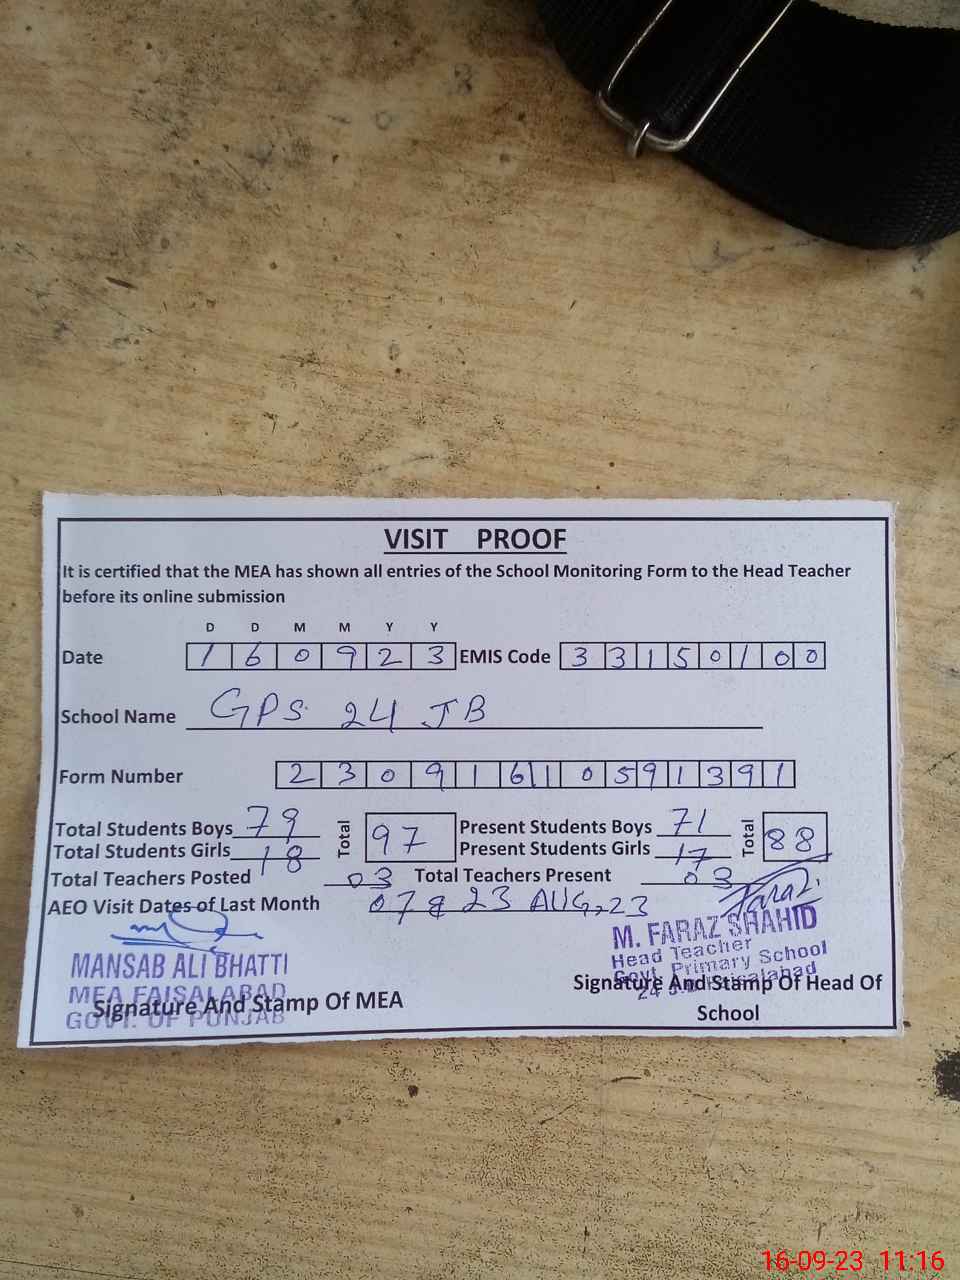 VISIT PROOF
It is certified that the MEA has shown all entries of the School Monitoring Form to the Head Teacher
before its online submission
D D M M Y Y
Date 1 6 0 9 2 3 EMIS Code 3 3 1 5 0 1 0 0
School Name GPS 24 JB
Form Number 2 3 0 9 1 6 1 0 5 9 1 3 9 1
Total Students Boys 79 Total 97 Present Students Boys 71 Total 88
Total Students Girls 18 Present Students Girls 17
Total Teachers Posted 03 Total Teachers Present 03
AEO Visit Dates of Last Month 07 & 23 AUG, 23
Faraz
MANSAB ALI BHATTI
MEA FAISALABAD
GOVT. OF PUNJAB
Signature And Stamp Of MEA
M. FARAZ SHAHID
Head Teacher
Govt. Primary School
24 J.B Faisalabad
Signature And Stamp Of Head Of
School
16-09-23 11:16